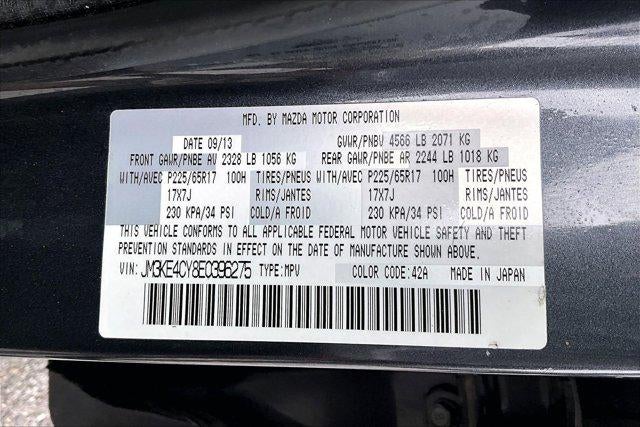 MFD. BY MAZDA MOTOR CORPORATION
DATE 09/13 GVWR/PNBV 4566 LB 2071 KG
FRONT GAWR/PNBE AV 2328 LB 1056 KG REAR GAWR/PNBE AR 2244 LB 1018 KG
WITH/AVEC P225/65R17 100H TIRES/PNEUS WITH/AVEC P225/65R17 100H TIRES/PNEUS
17X7J RIMS/JANTES 17X7J RIMS/JANTES
230 KPA/34 PSI COLD/A FROID 230 KPA/34 PSI COLD/A FROID
THIS VEHICLE CONFORMS TO ALL APPLICABLE FEDERAL MOTOR VEHICLE SAFETY AND THEFT
PREVENTION STANDARDS IN EFFECT ON THE DATE OF MANUFACTURE SHOWN ABOVE.
VIN: JM3KE4CY8E0396275 TYPE:MPV COLOR CODE:42A MADE IN JAPAN